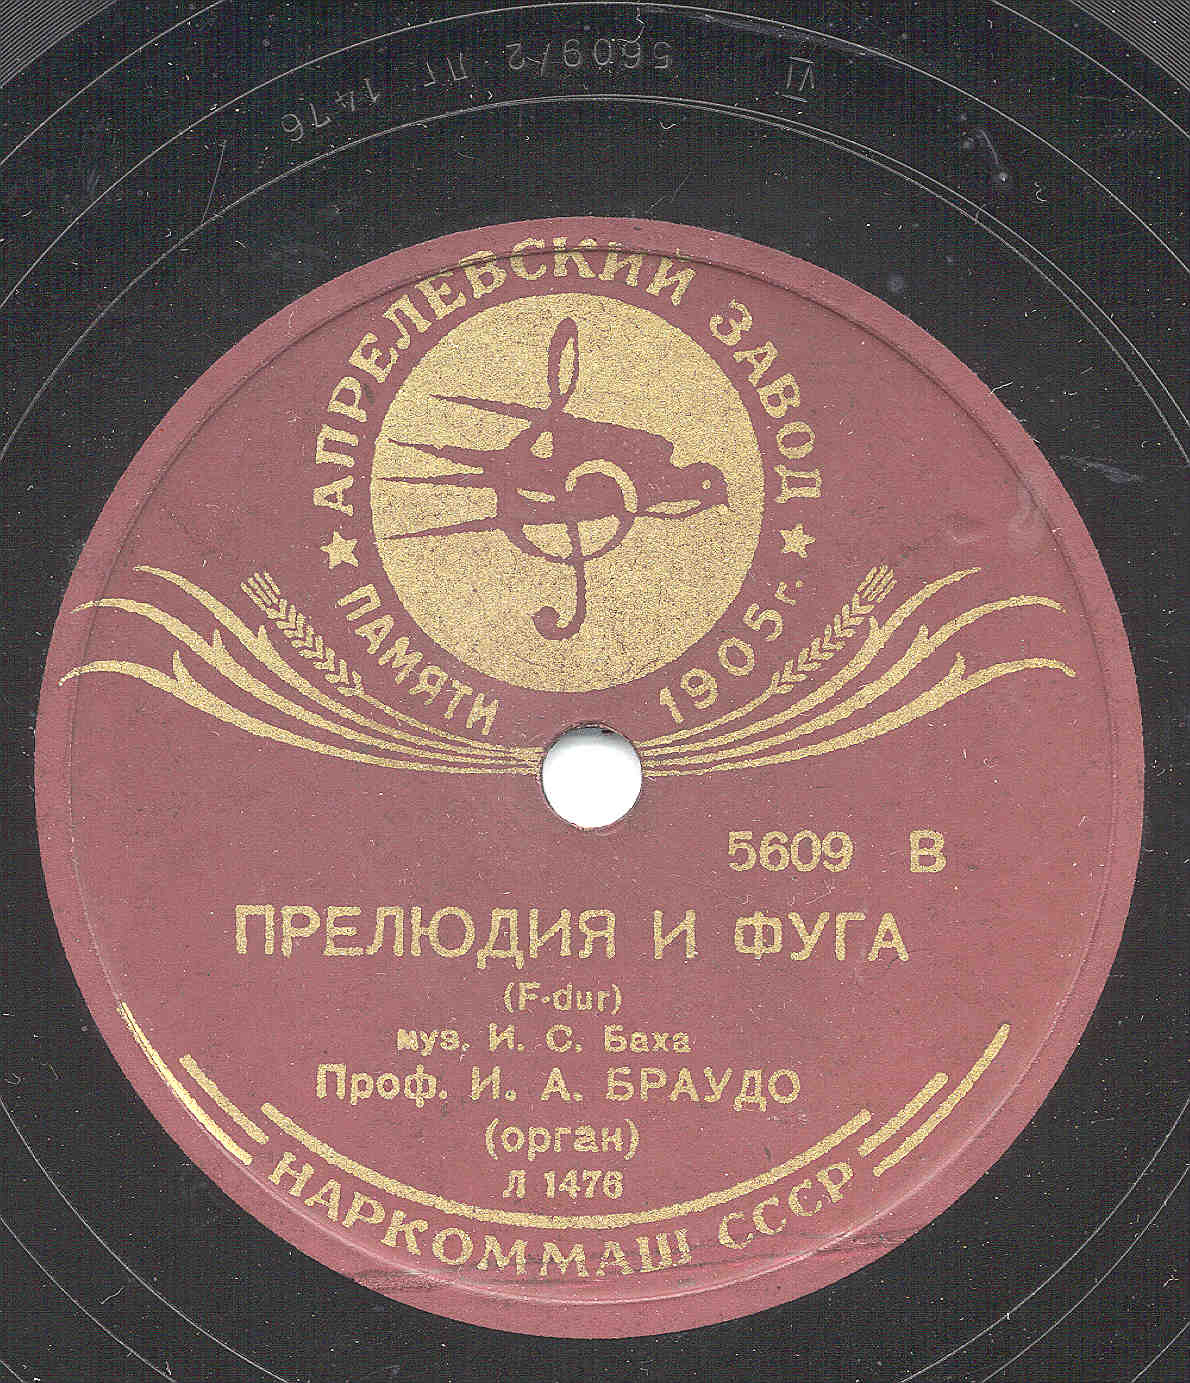 VI 5609/2 ЛГ 1476
АПРЕЛЕВСКИЙ ЗАВОД
ПАМЯТИ 1905 г.
5609 В
ПРЕЛЮДИЯ И ФУГА
(F-dur)
муз. И. С. Баха
Проф. И. А. БРАУДО
(орган)
Л 1476
НАРКОММАШ СССР